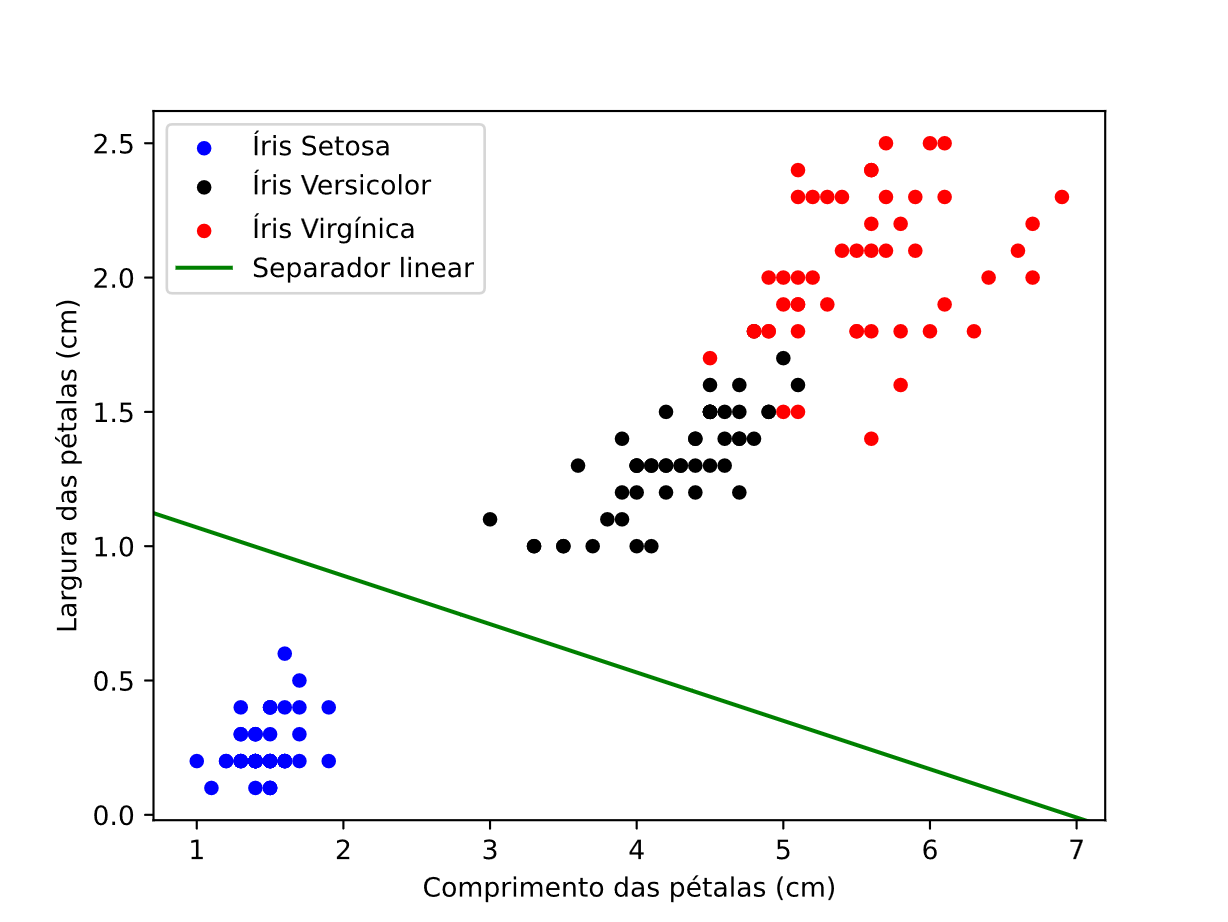 Íris Setosa
Íris Versicolor
Íris Virgínica
Separador linear
Largura das pétalas (cm)
2.5
2.0
1.5
1.0
0.5
0.0
1 2 3 4 5 6 7
Comprimento das pétalas (cm)